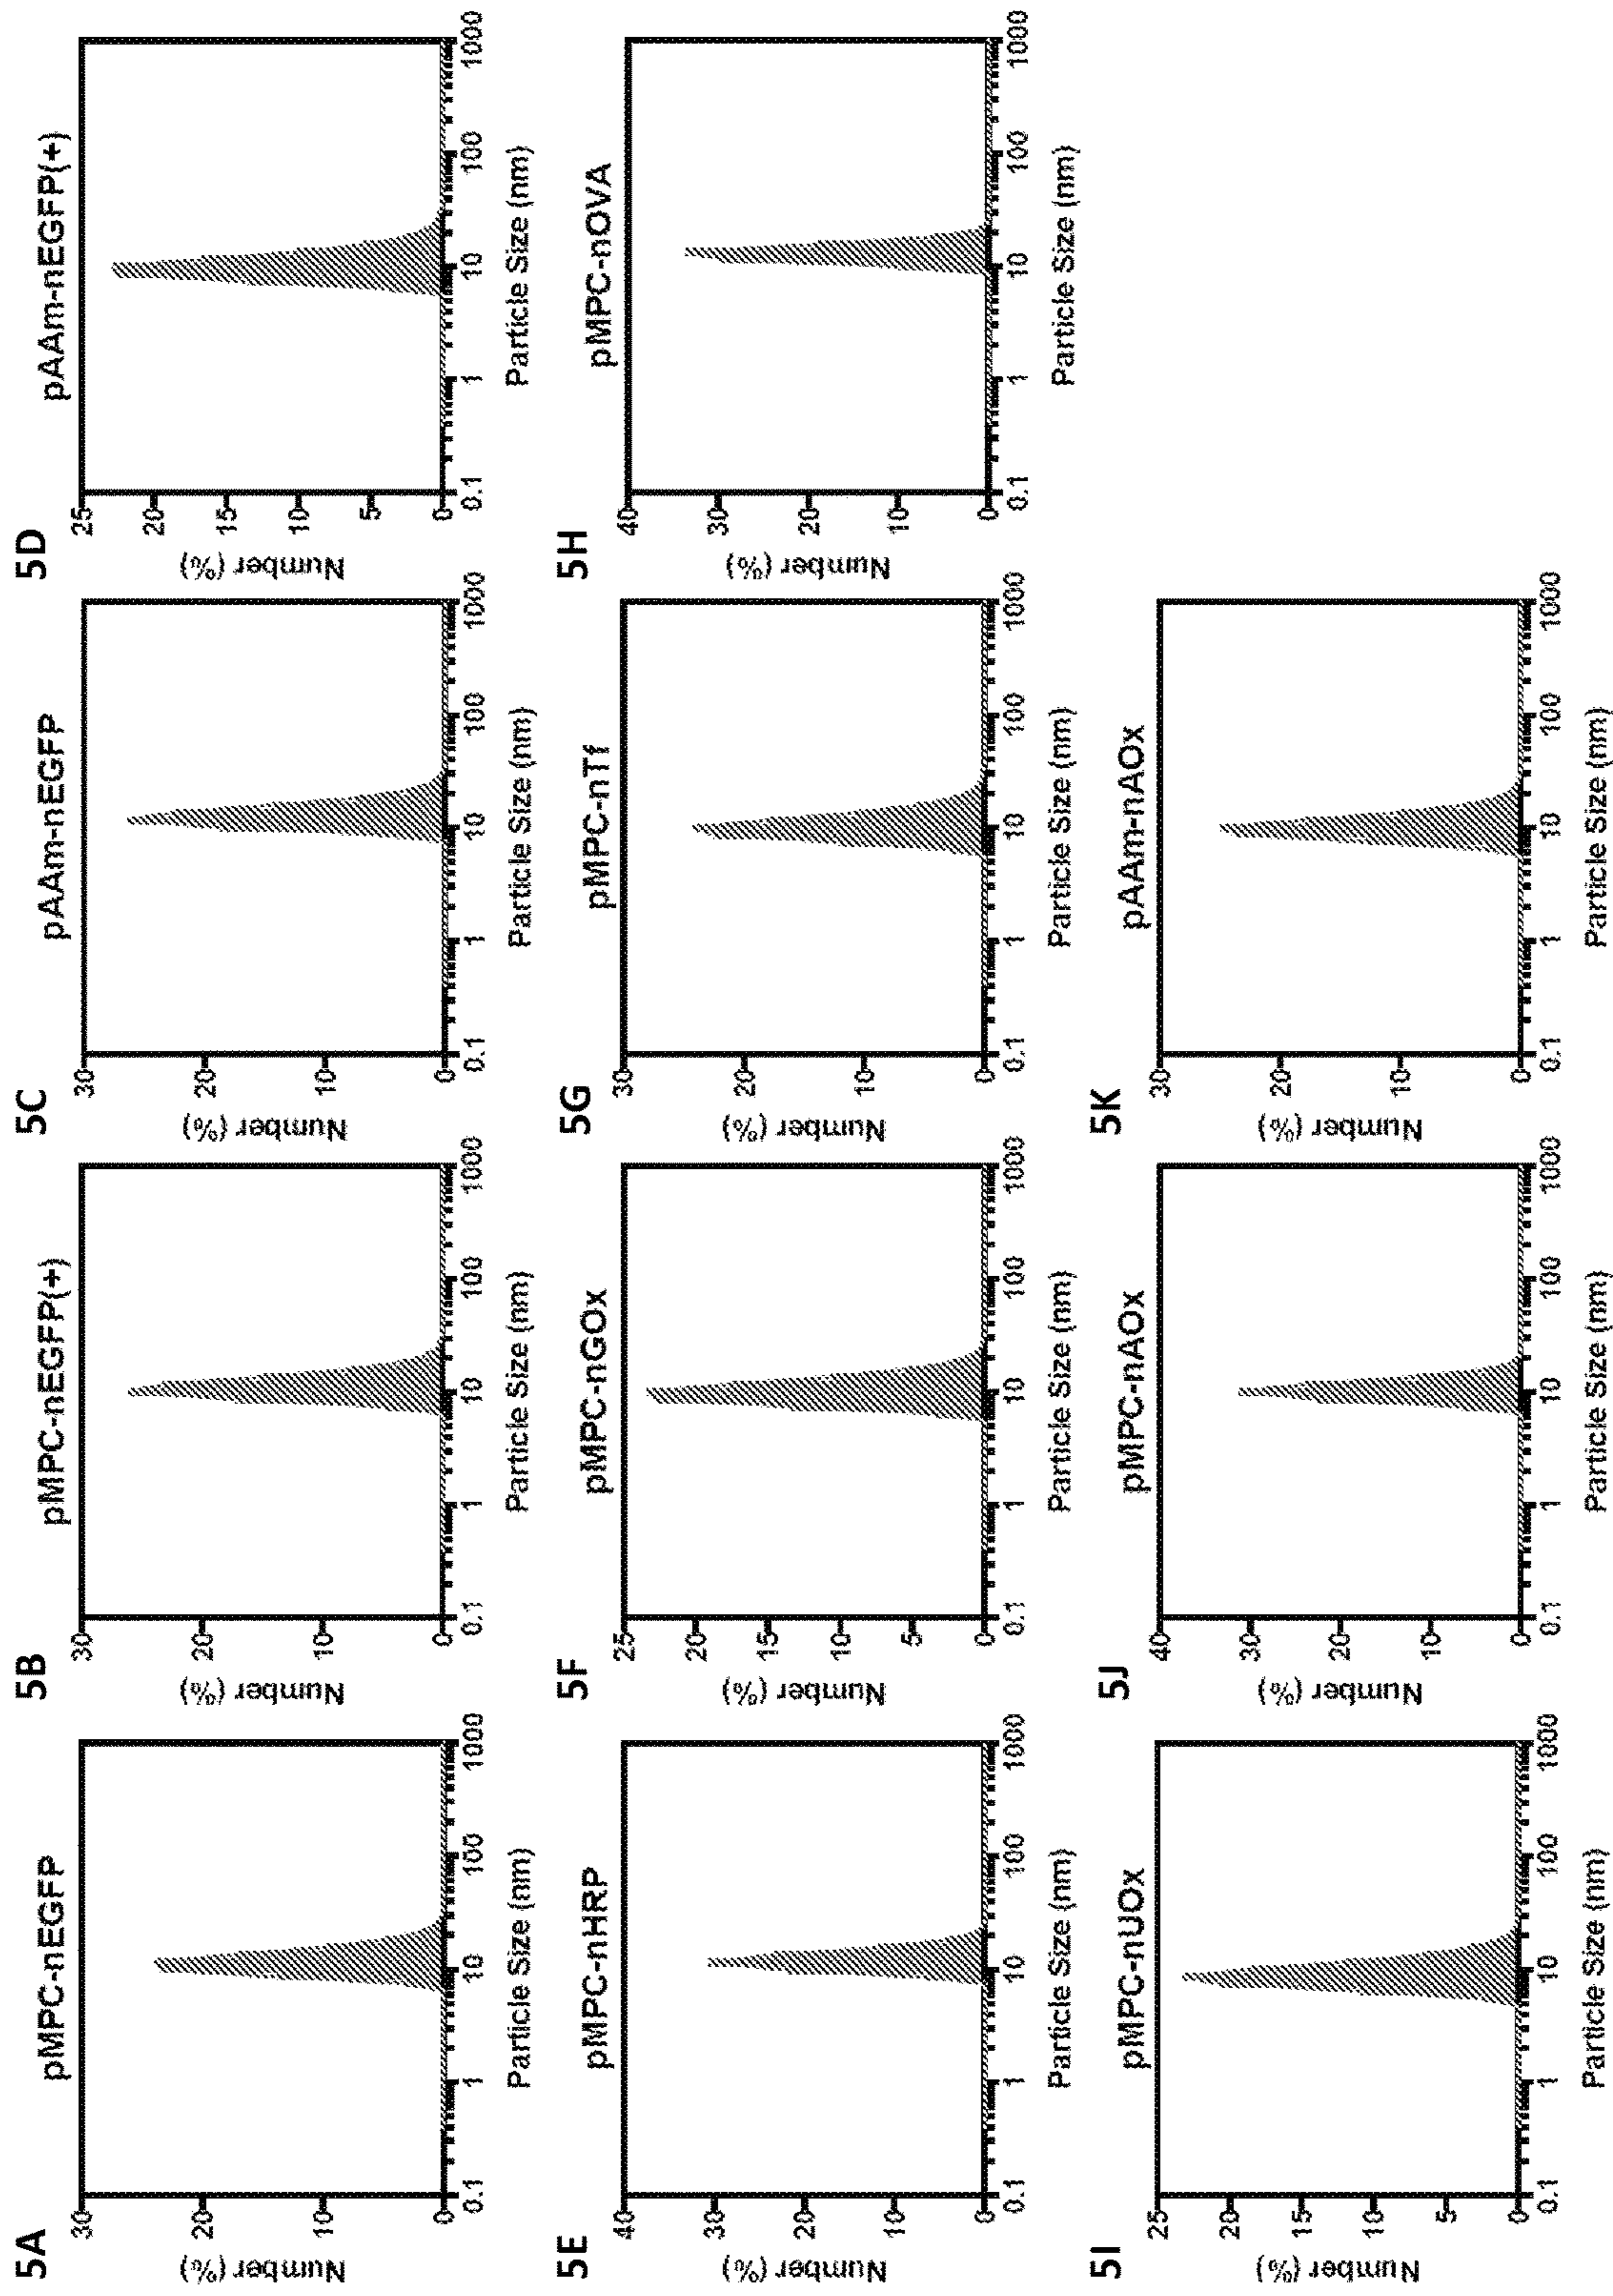 5A
pMPC-nEGFP
Number (%)
30
20
10
0
0.1 1 10 100 1000
Particle Size (nm)
5B
pMPC-nEGFP(+)
Number (%)
30
20
10
0
0.1 1 10 100 1000
Particle Size (nm)
5C
pAAm-nEGFP
Number (%)
30
20
10
0
0.1 1 10 100 1000
Particle Size (nm)
5D
pAAm-nEGFP(+)
Number (%)
25
20
15
10
5
0
0.1 1 10 100 1000
Particle Size (nm)
5E
pMPC-nHRP
Number (%)
40
30
20
10
0
0.1 1 10 100 1000
Particle Size (nm)
5F
pMPC-nGOx
Number (%)
25
20
15
10
5
0
0.1 1 10 100 1000
Particle Size (nm)
5G
pMPC-nTf
Number (%)
30
20
10
0
0.1 1 10 100 1000
Particle Size (nm)
5H
pMPC-nOVA
Number (%)
40
30
20
10
0
0.1 1 10 100 1000
Particle Size (nm)
5I
pMPC-nUOx
Number (%)
25
20
15
10
5
0
0.1 1 10 100 1000
Particle Size (nm)
5J
pMPC-nAOx
Number (%)
40
30
20
10
0
0.1 1 10 100 1000
Particle Size (nm)
5K
pAAm-nAOx
Number (%)
30
20
10
0
0.1 1 10 100 1000
Particle Size (nm)